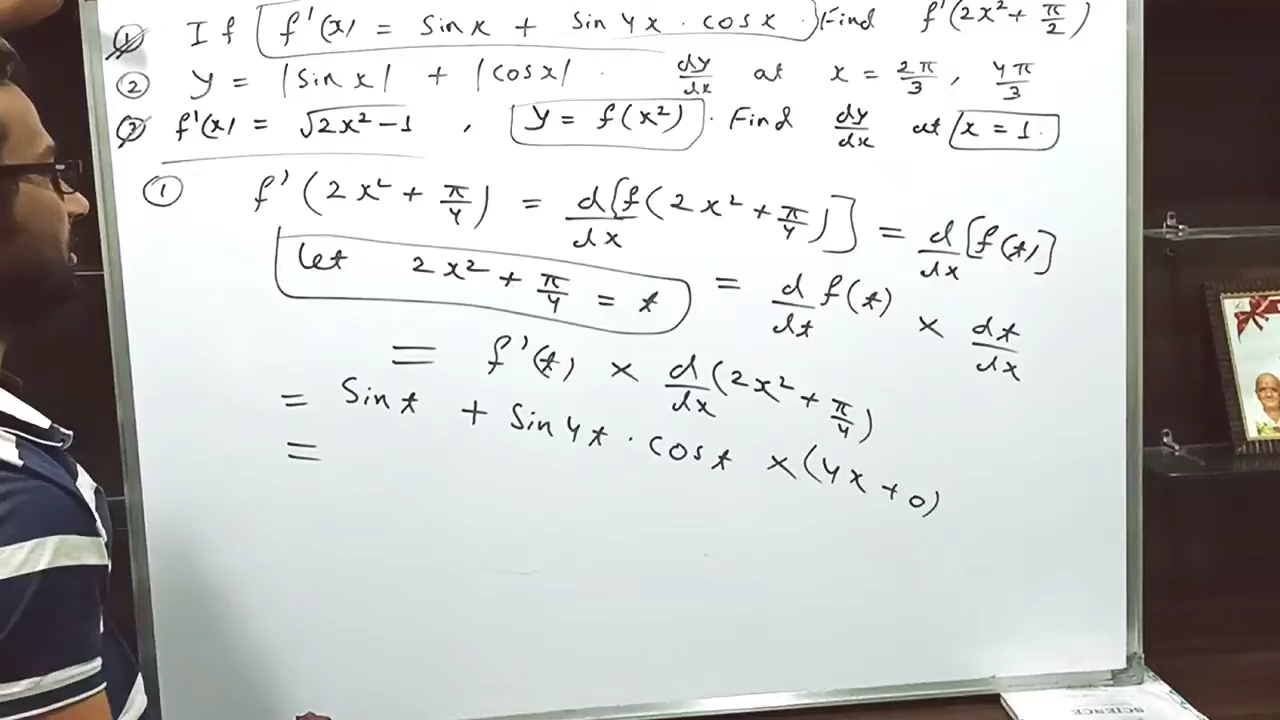 ① If f'(x) = sin x + sin 4x · cos x. Find f'(2x² + π/2)
② y = |sin x| + |cos x|. dy/dx at x = 2π/3, 4π/3
③ f'(x) = √2x²-1, y = f(x²). Find dy/dx at x = 1.
① f'(2x² + π/4) = d/dx [f(2x² + π/4)] = d/dx [f(t)]
let 2x² + π/4 = t = d/dt f(t) × dt/dx
= f'(t) × d/dx (2x² + π/4)
= Sin t + Sin 4t · cos t × (4x + 0)
=
SCIENCE